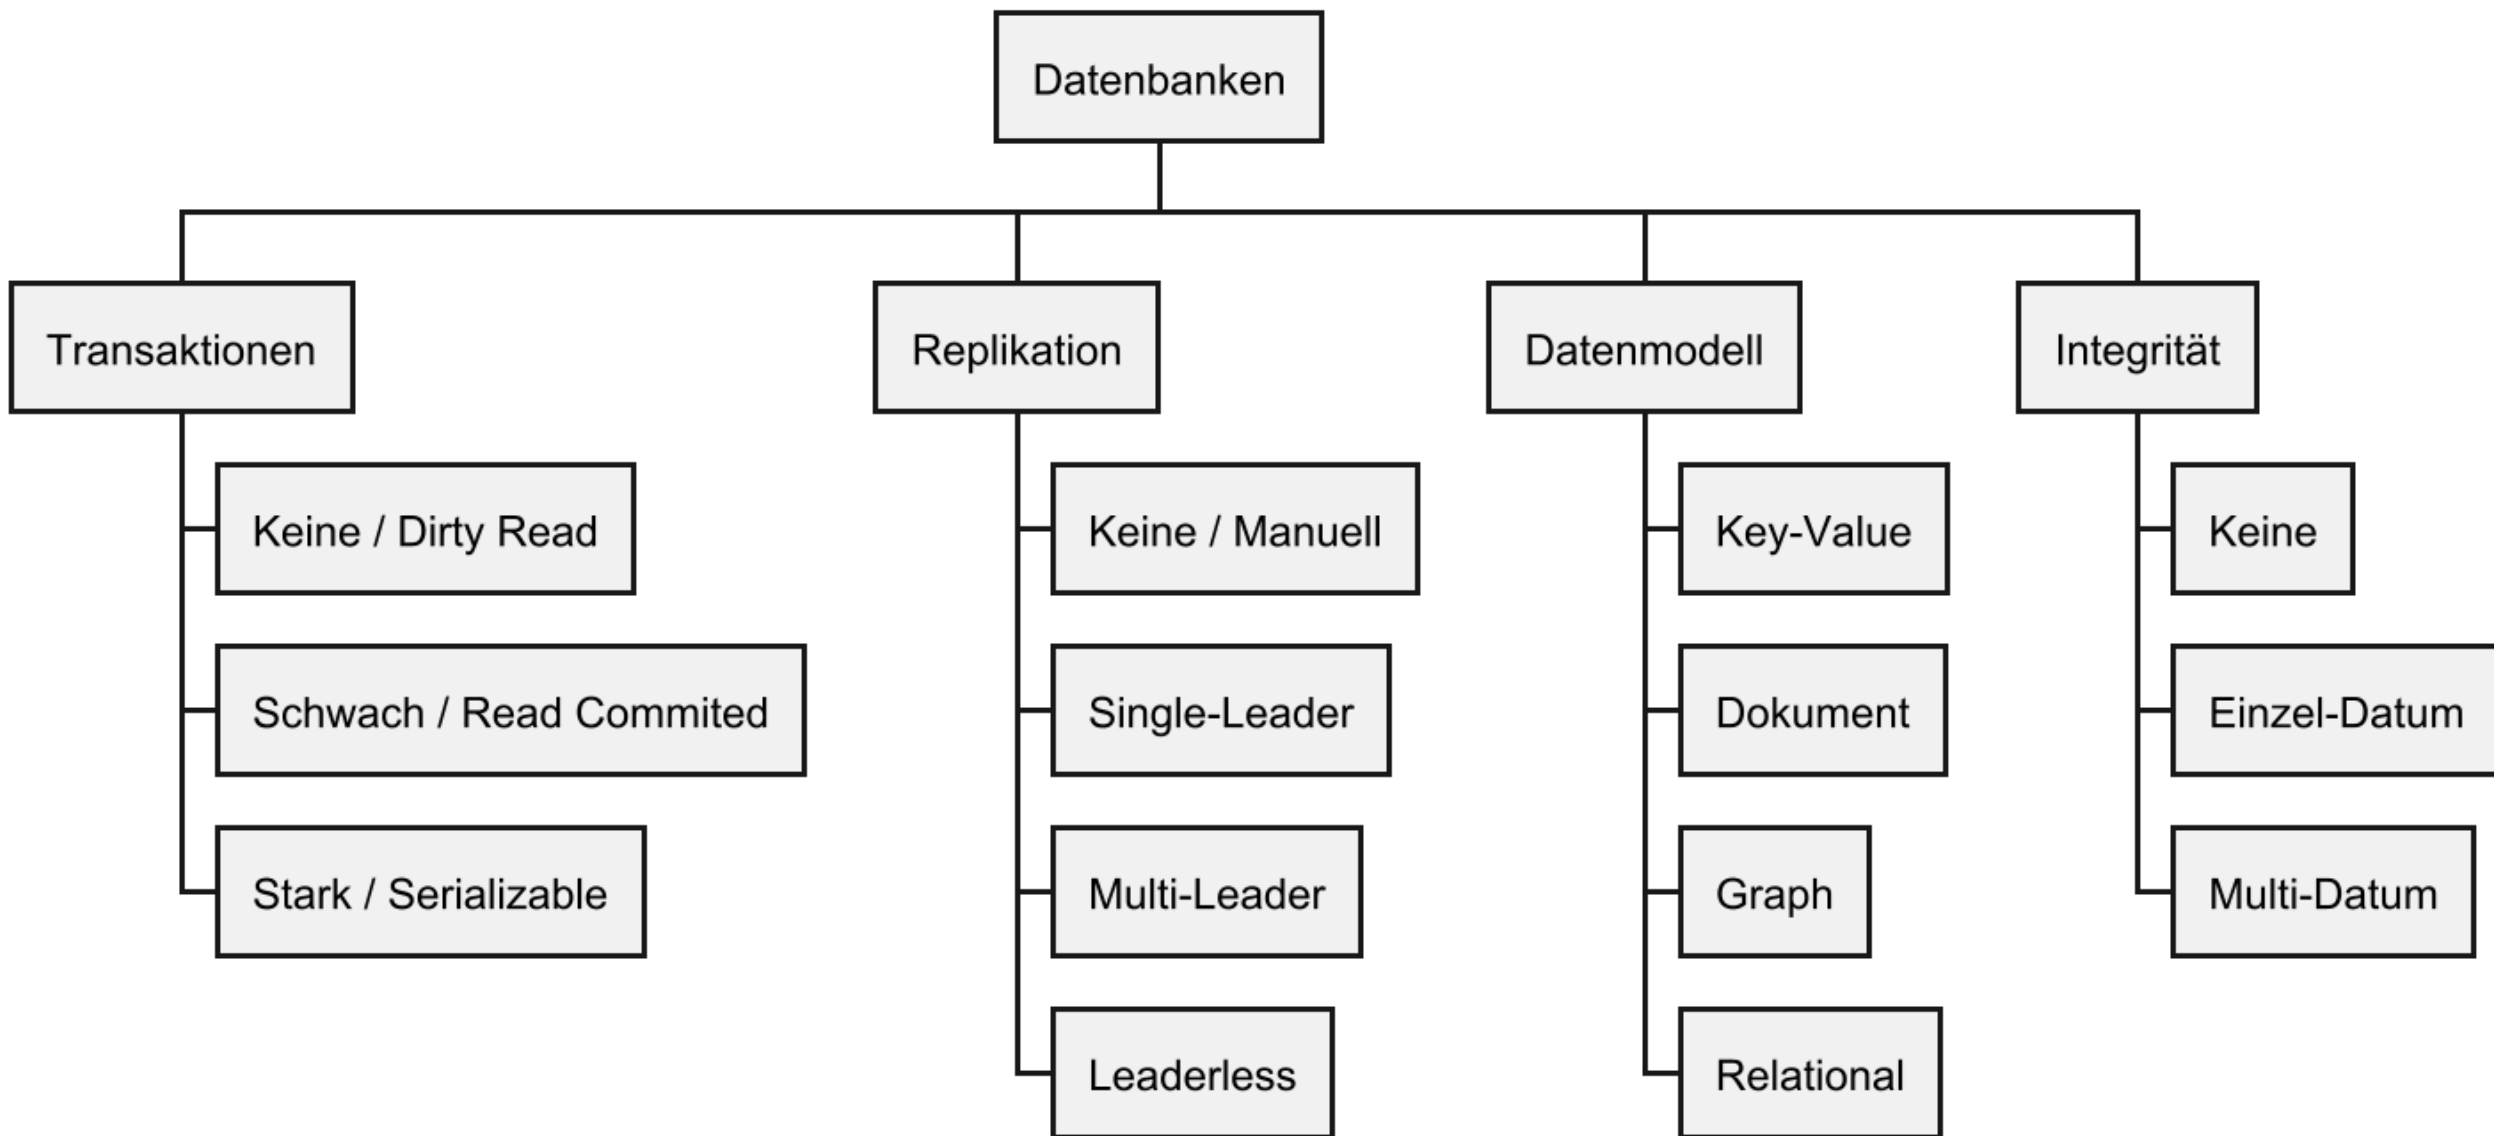 Datenbanken
Transaktionen
Keine / Dirty Read
Schwach / Read Commited
Stark / Serializable
Replikation
Keine / Manuell
Single-Leader
Multi-Leader
Leaderless
Datenmodell
Key-Value
Dokument
Graph
Relational
Integrität
Keine
Einzel-Datum
Multi-Datum